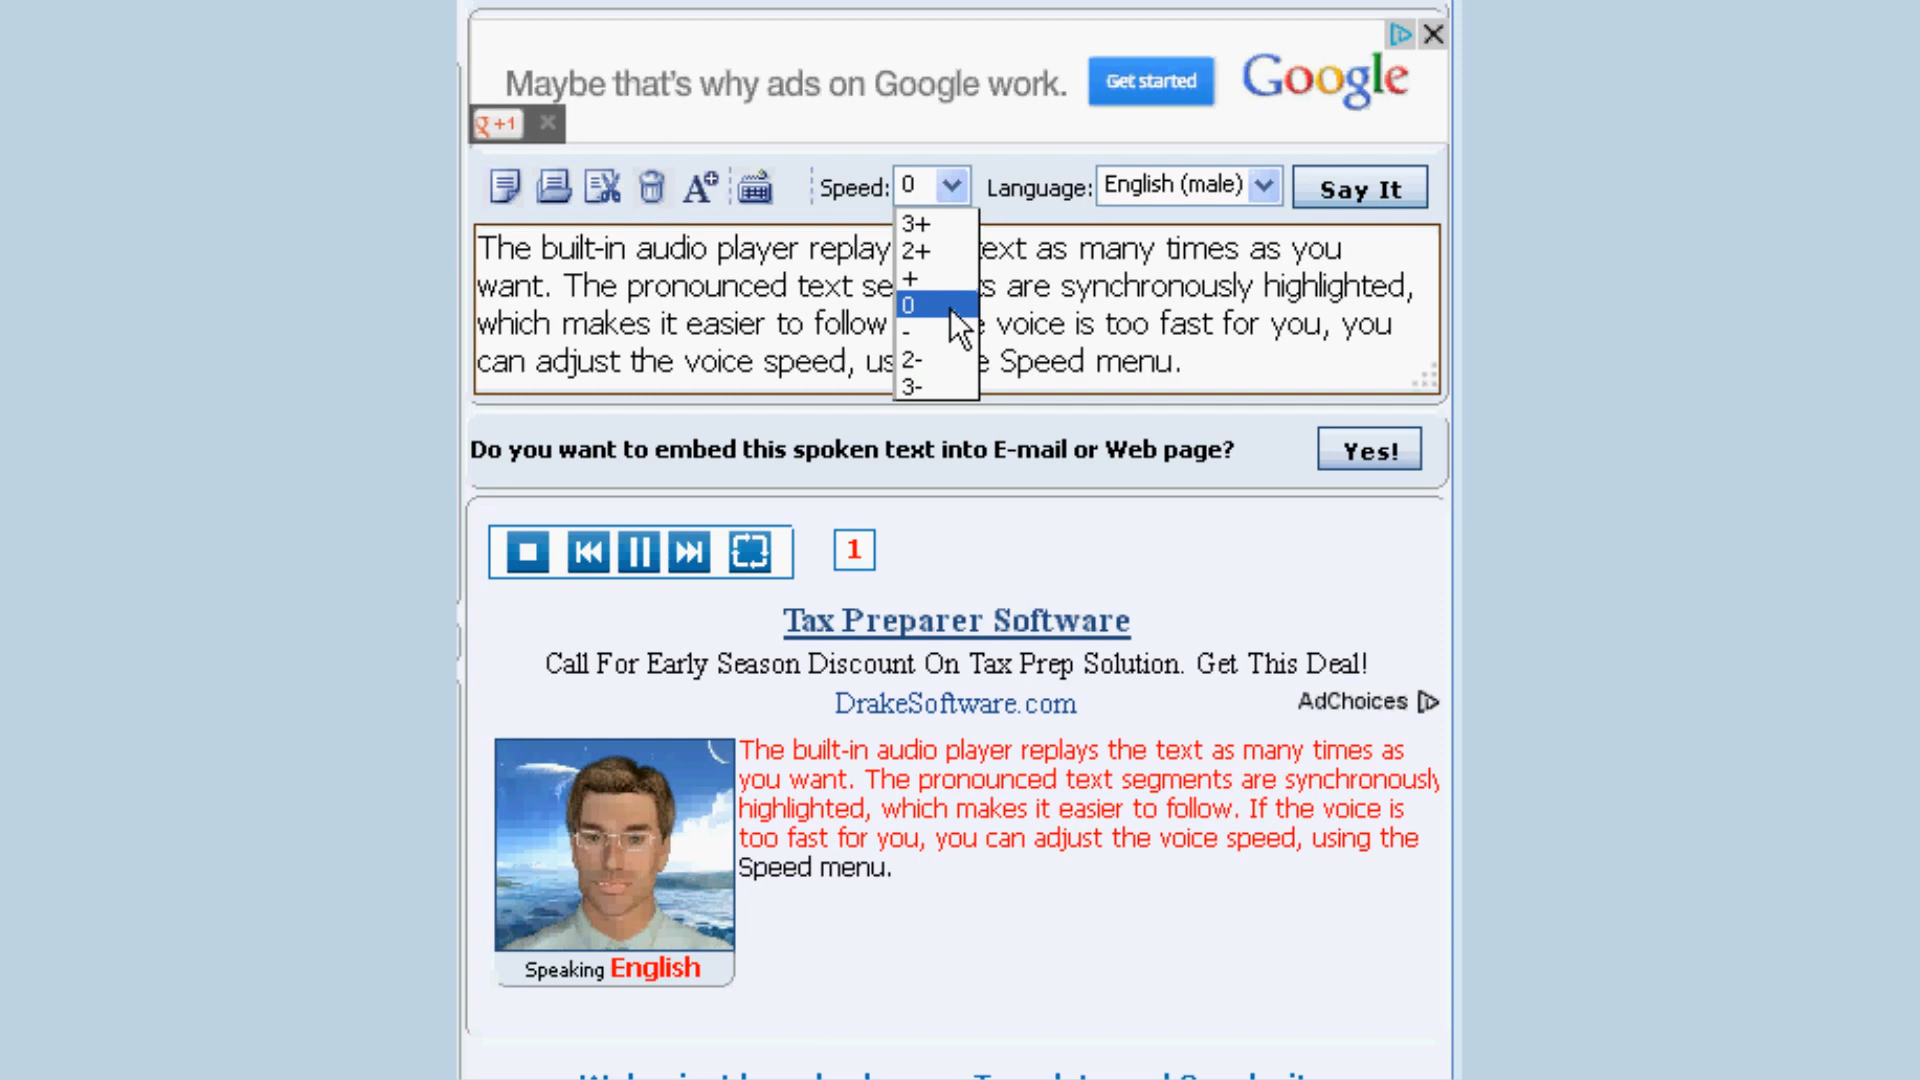 Maybe that's why ads on Google work.
Get started
Google
g +1
Speed: 0 Language: English (male) Say It
3+
2+
+
0
-
2-
3-
The built-in audio player replay text as many times as you
want. The pronounced text se s are synchronously highlighted,
which makes it easier to follow voice is too fast for you, you
can adjust the voice speed, us e Speed menu.
Do you want to embed this spoken text into E-mail or Web page?
Yes!
1
Tax Preparer Software
Call For Early Season Discount On Tax Prep Solution. Get This Deal!
DrakeSoftware.com
AdChoices
The built-in audio player replays the text as many times as
you want. The pronounced text segments are synchronously
highlighted, which makes it easier to follow. If the voice is
too fast for you, you can adjust the voice speed, using the
Speed menu.
Speaking English